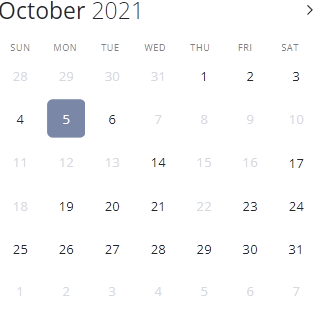 October 2021
SUN MON TUE WED THU FRI SAT
28 29 30 31 1 2 3
4 5 6 7 8 9 10
11 12 13 14 15 16 17
18 19 20 21 22 23 24
25 26 27 28 29 30 31
1 2 3 4 5 6 7